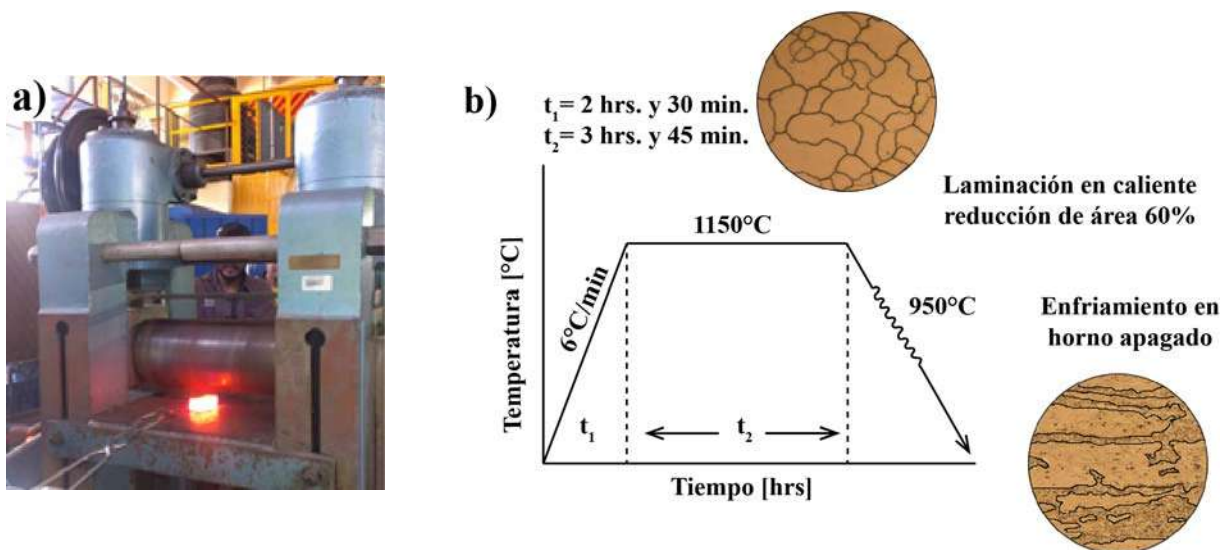 a)
b)
t₁= 2 hrs. y 30 min.
t₂= 3 hrs. y 45 min.
Laminación en caliente
reducción de área 60%
1150°C
Temperatura [°C]
6°C/min
950°C
Enfriamiento en
horno apagado
t₁
t₂
Tiempo [hrs]